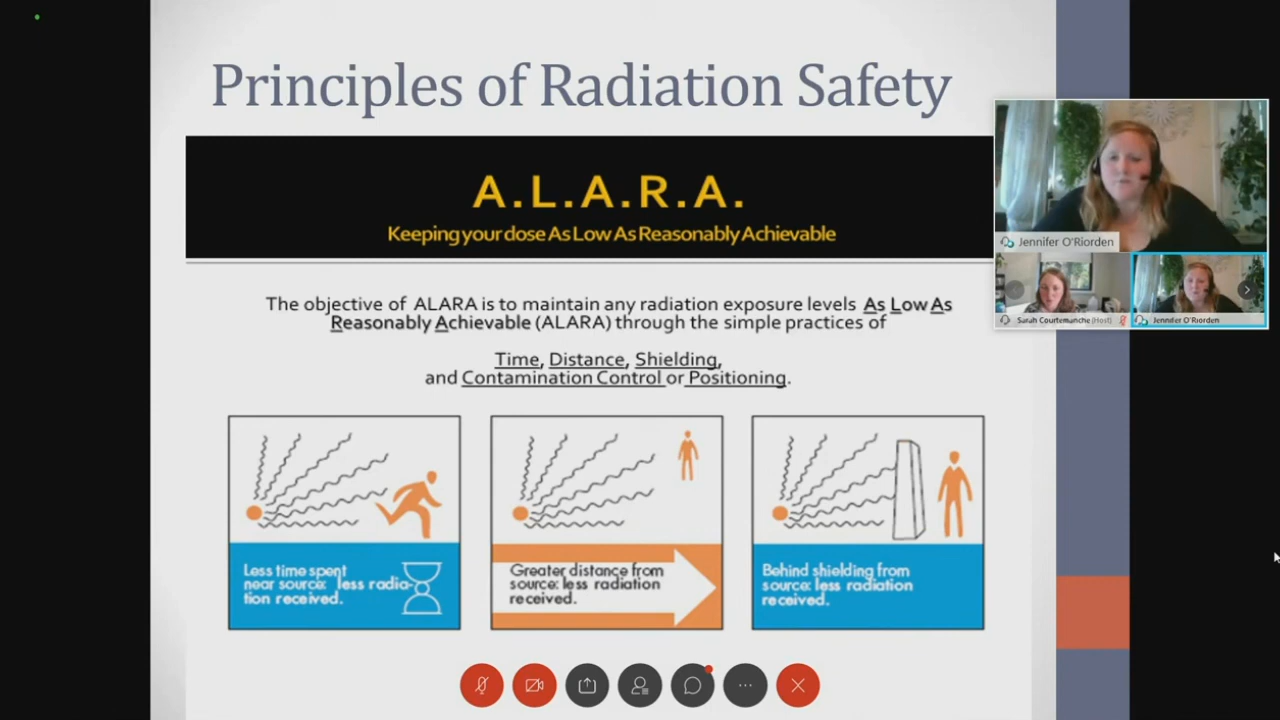 Principles of Radiation Safety
A.L.A.R.A.
Keeping your dose As Low As Reasonably Achievable
The objective of ALARA is to maintain any radiation exposure levels As Low As
Reasonably Achievable (ALARA) through the simple practices of
Time, Distance, Shielding,
and Contamination Control or Positioning.
Less time spent
near source: less radia-
tion received.
Greater distance from
source: less radiation
received.
Behind shielding from
source: less radiation
received.
Jennifer O'Riorden
Sarah Courtemanche (Host)
Jennifer O'Riorden